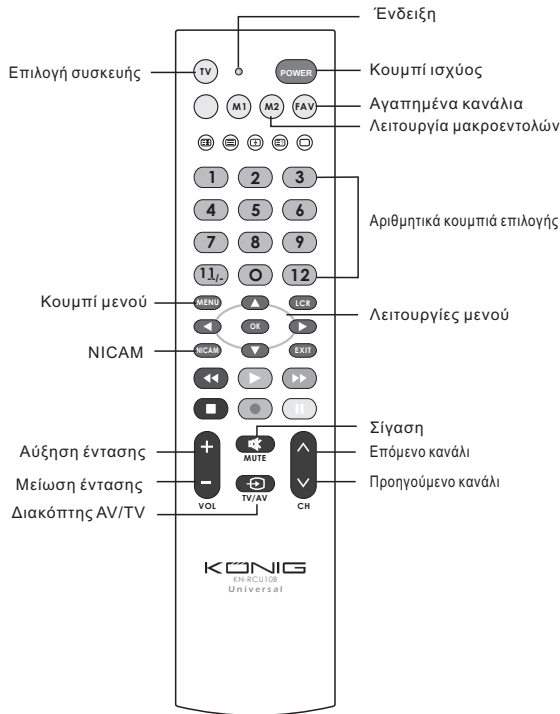 Ένδειξη
Επιλογή συσκευής
TV
POWER
Κουμπί ισχύος
M1 M2 FAV
Αγαπημένα κανάλια
Λειτουργία μακροεντολών
1 2 3
4 5 6
Αριθμητικά κουμπιά επιλογής
7 8 9
11 -/-- 0 12
Κουμπί μενού
MENU LCR
OK
Λειτουργίες μενού
NICAM
NICAM EXIT
Σίγαση
Αύξηση έντασης
+
MUTE
Επόμενο κανάλι
Μείωση έντασης
-
Προηγούμενο κανάλι
Διακόπτης AV/TV
VOL TV/AV CH
KÖNIG
KN-RCU10B
Universal